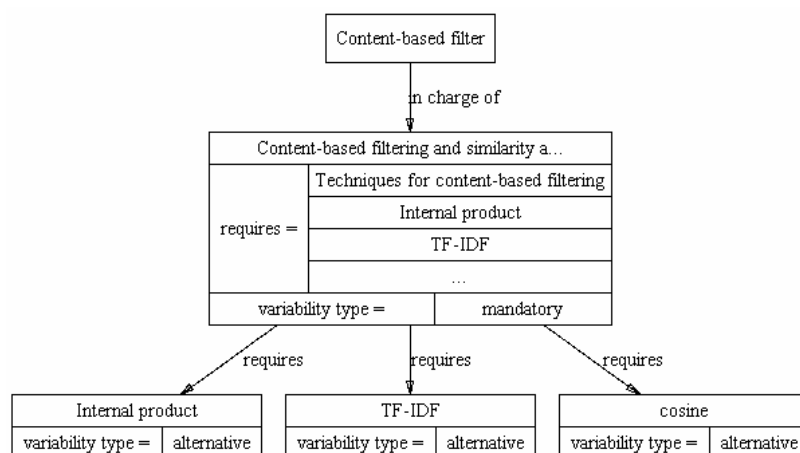 Content-based filter
in charge of
Content-based filtering and similarity a...
requires =
Techniques for content-based filtering
Internal product
TF-IDF
...
variability type = mandatory
requires requires requires
Internal product TF-IDF cosine
variability type = alternative variability type = alternative variability type = alternative